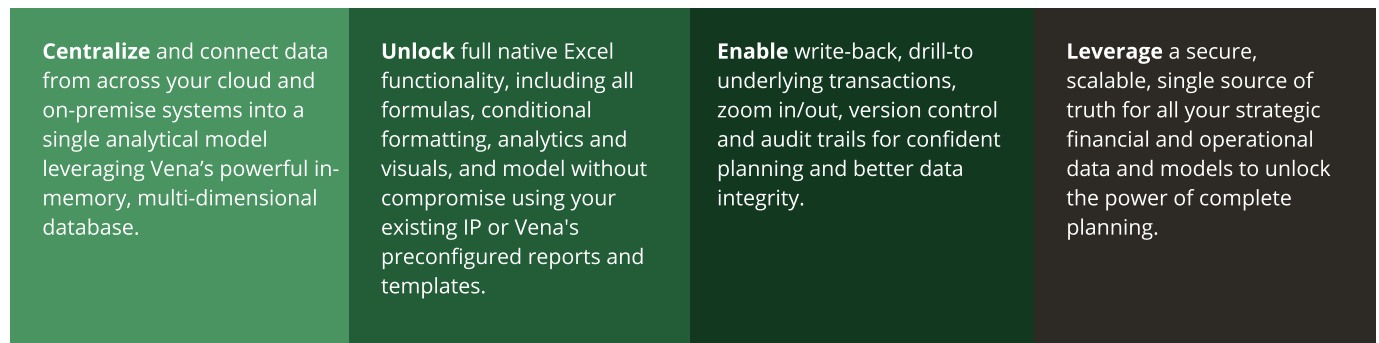 Centralize and connect data
from across your cloud and
on-premise systems into a
single analytical model
leveraging Vena’s powerful in-
memory, multi-dimensional
database.
Unlock full native Excel
functionality, including all
formulas, conditional
formatting, analytics and
visuals, and model without
compromise using your
existing IP or Vena's
preconfigured reports and
templates.
Enable write-back, drill-to
underlying transactions,
zoom in/out, version control
and audit trails for confident
planning and better data
integrity.
Leverage a secure,
scalable, single source of
truth for all your strategic
financial and operational
data and models to unlock
the power of complete
planning.